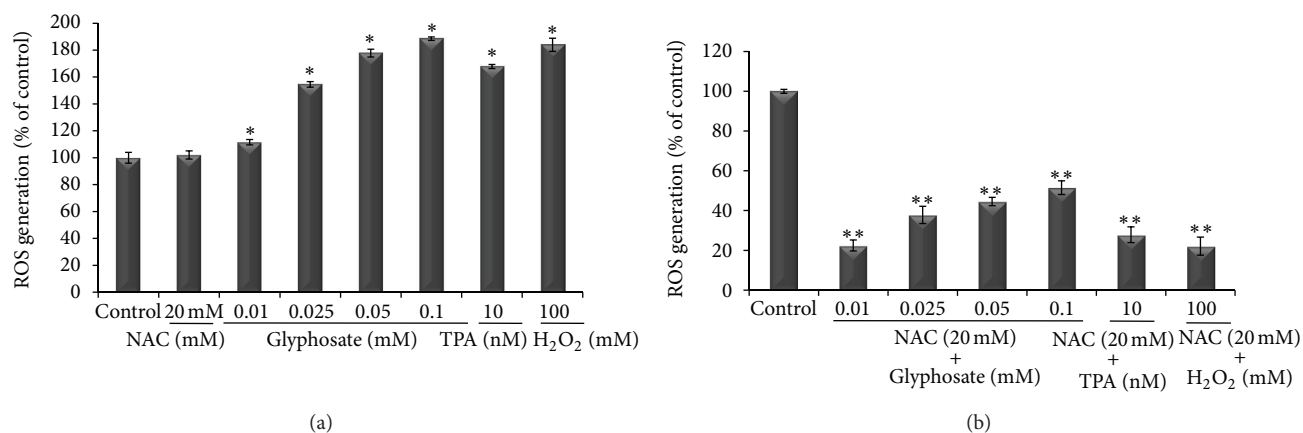 ROS generation (% of control)
200
180
160
140
120
100
80
60
40
20
0
*
*
*
*
*
*
Control 20 mM 0.01 0.025 0.05 0.1 10 100
NAC (mM) Glyphosate (mM) TPA (nM) H₂O₂ (mM)
(a)
ROS generation (% of control)
120
100
80
60
40
20
0
**
**
**
**
**
**
Control 0.01 0.025 0.05 0.1 10 100
NAC (20 mM)
+
Glyphosate (mM)
NAC (20 mM)
+
TPA (nM)
NAC (20 mM)
+
H₂O₂ (mM)
(b)